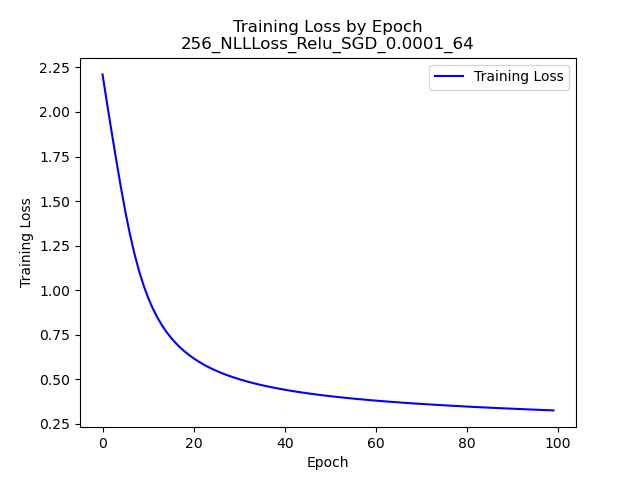 Training Loss by Epoch
256_NLLLoss_Relu_SGD_0.0001_64
Training Loss
2.25
2.00
1.75
1.50
1.25
1.00
0.75
0.50
0.25
Training Loss
0 20 40 60 80 100
Epoch